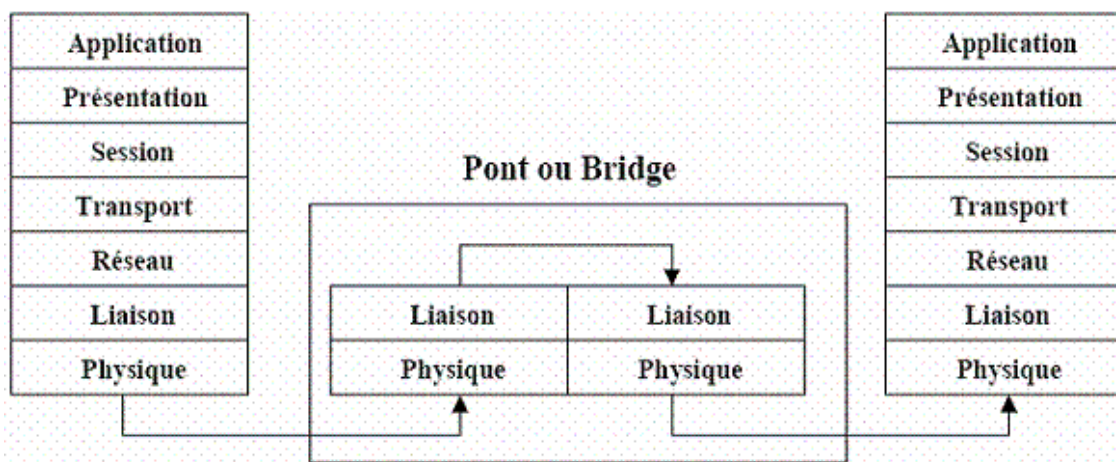 Application
Présentation
Session
Transport
Réseau
Liaison
Physique
Pont ou Bridge
Liaison
Liaison
Physique
Physique
Application
Présentation
Session
Transport
Réseau
Liaison
Physique